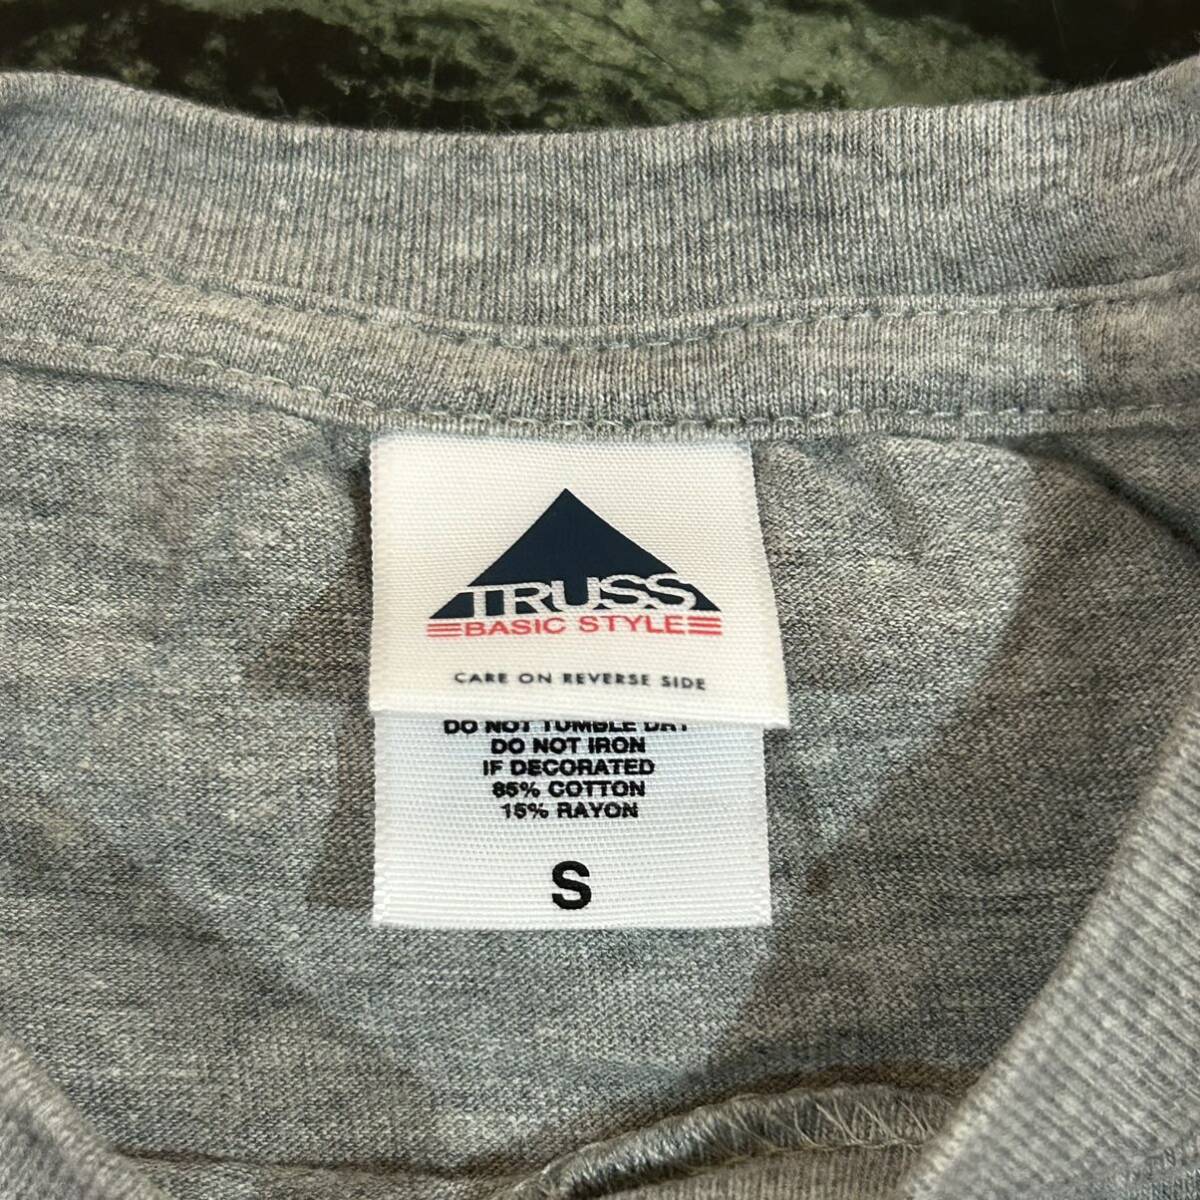 TRUSS
BASIC STYLE
CARE ON REVERSE SIDE
DO NOT TUMBLE DRY
DO NOT IRON
IF DECORATED
85% COTTON
15% RAYON
S